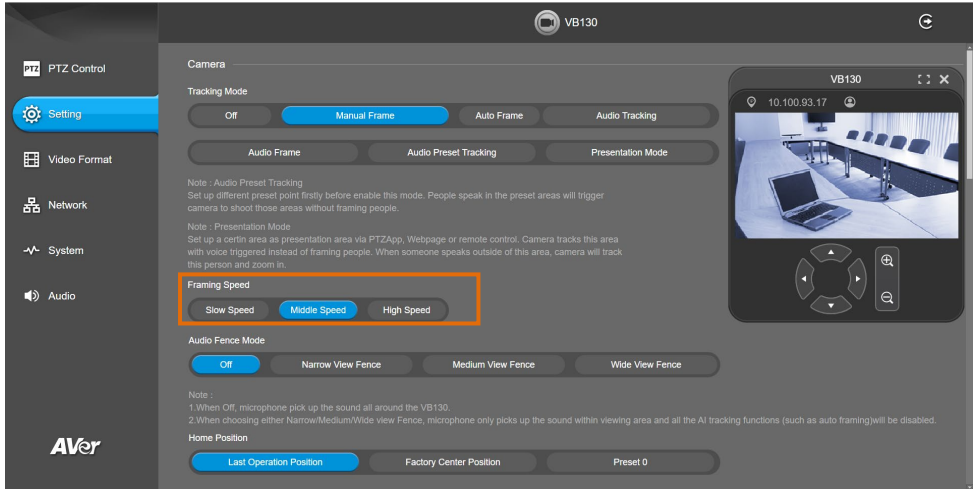 VB130
PTZ PTZ Control
Setting
Video Format
Network
System
Audio
AVer
Camera
Tracking Mode
Off Manual Frame Auto Frame Audio Tracking
Audio Frame Audio Preset Tracking Presentation Mode
Note : Audio Preset Tracking
Set up different preset point firstly before enable this mode. People speak in the preset areas will trigger
camera to shoot those areas without framing people.
Note : Presentation Mode
Set up a certin area as presentation area via PTZApp, Webpage or remote control. Camera tracks this area
with voice triggered instead of framing people. When someone speaks outside of this area, camera will track
this person and zoom in.
Framing Speed
Slow Speed Middle Speed High Speed
Audio Fence Mode
Off Narrow View Fence Medium View Fence Wide View Fence
Note :
1.When Off, microphone pick up the sound all around the VB130.
2.When choosing either Narrow/Medium/Wide view Fence, microphone only picks up the sound within viewing area and all the AI tracking functions (such as auto framing)will be disabled.
Home Position
Last Operation Position Factory Center Position Preset 0
VB130
10.100.93.17